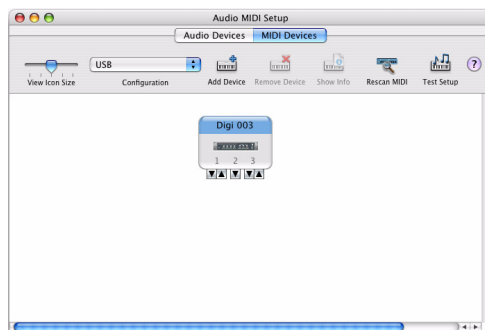 Audio MIDI Setup
Audio Devices MIDI Devices
USB
View Icon Size Configuration Add Device Remove Device Show Info Rescan MIDI Test Setup ?
Digi 003
1 2 3